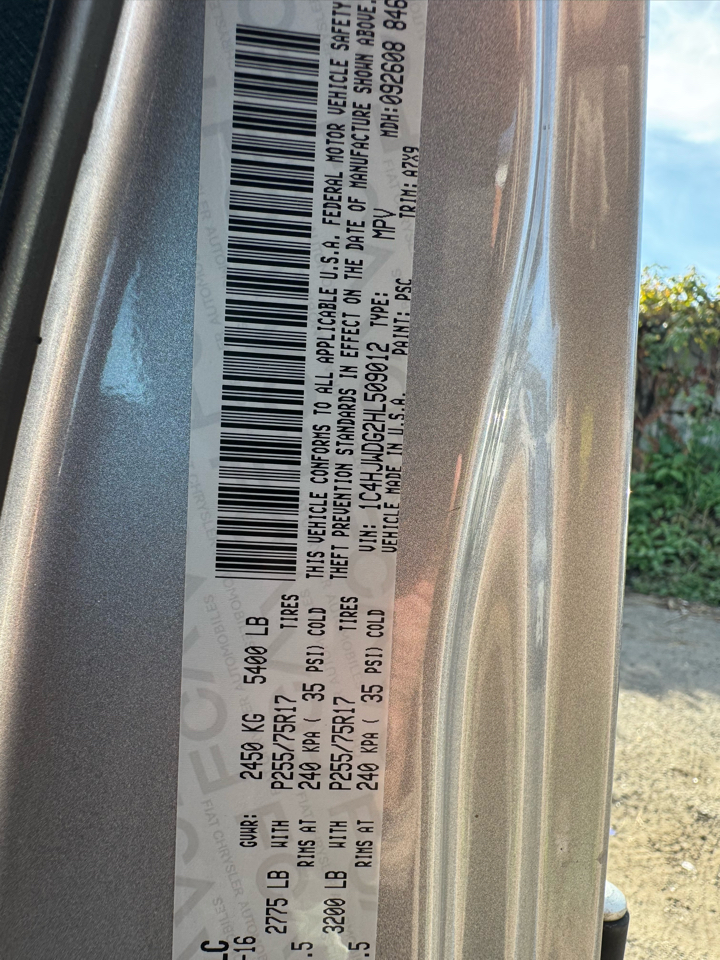 LC
-16 GVWR: 2450 KG 5400 LB
2775 LB WITH P255/75R17 TIRES
.5 RIMS AT 240 KPA ( 35 PSI) COLD
3200 LB WITH P255/75R17 TIRES
.5 RIMS AT 240 KPA ( 35 PSI) COLD
THIS VEHICLE CONFORMS TO ALL APPLICABLE U.S.A. FEDERAL MOTOR VEHICLE SAFETY
THEFT PREVENTION STANDARDS IN EFFECT ON THE DATE OF MANUFACTURE SHOWN ABOVE.
VIN: 1C4HJWDG2HL509012 TYPE: MPV MDH:092608 846
VEHICLE MADE IN U.S.A. PAINT: PSC TRIM: A7X9